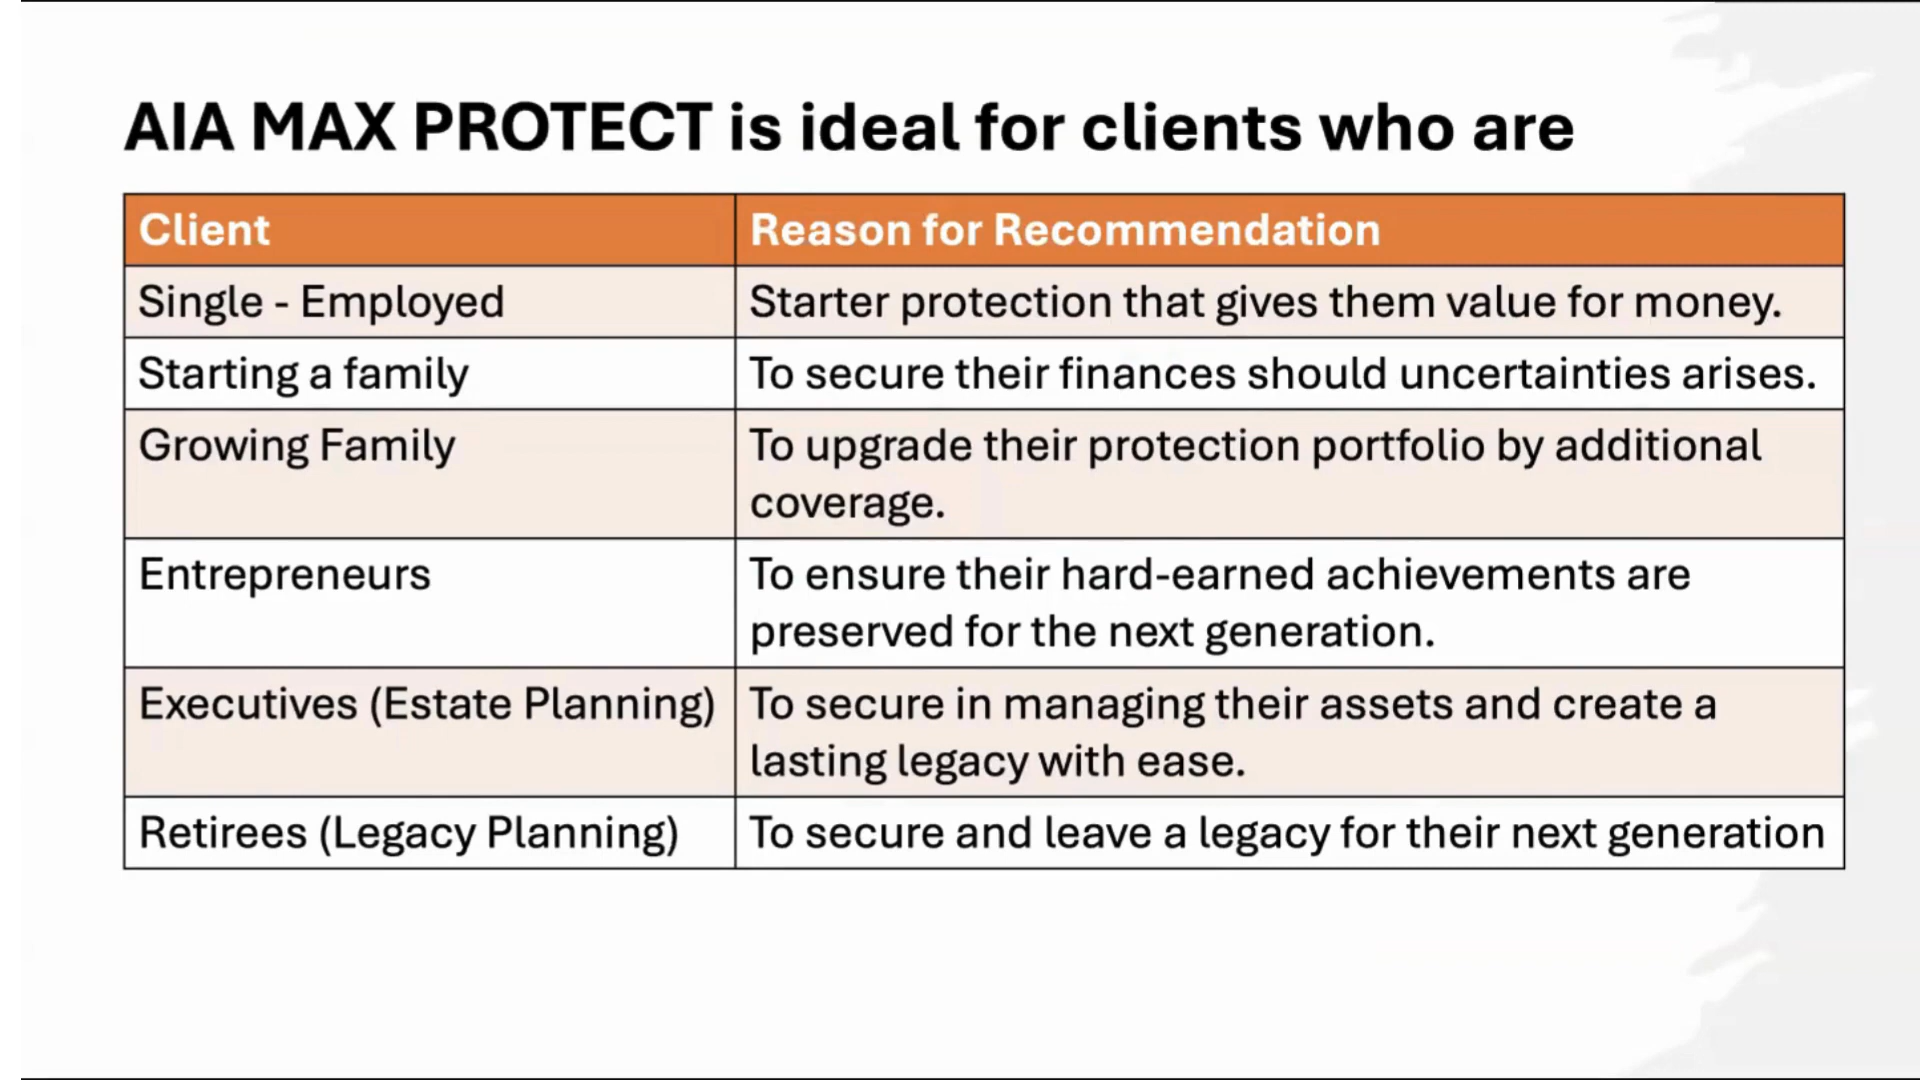 AIA MAX PROTECT is ideal for clients who are
Client
Reason for Recommendation
Single - Employed
Starter protection that gives them value for money.
Starting a family
To secure their finances should uncertainties arises.
Growing Family
To upgrade their protection portfolio by additional
coverage.
Entrepreneurs
To ensure their hard-earned achievements are
preserved for the next generation.
Executives (Estate Planning)
To secure in managing their assets and create a
lasting legacy with ease.
Retirees (Legacy Planning)
To secure and leave a legacy for their next generation